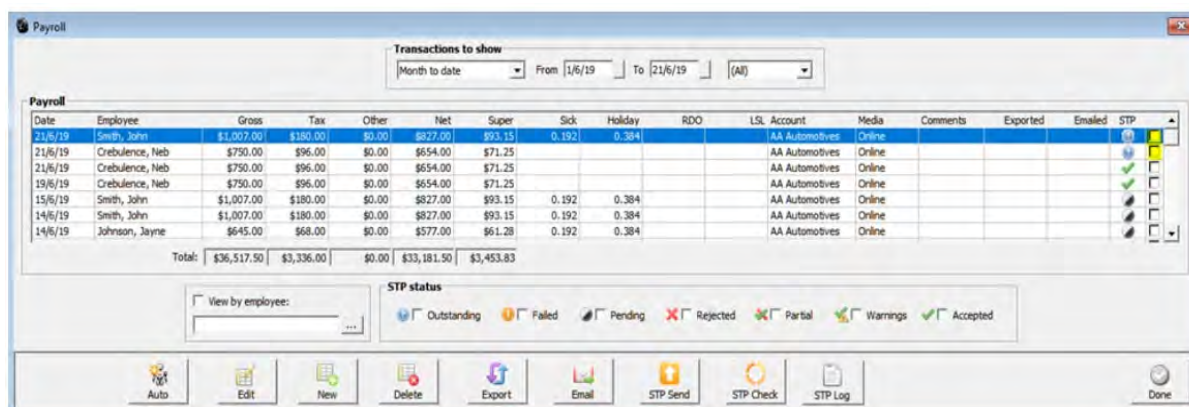 Payroll
Transactions to show
Month to date From 1/6/19 To 21/6/19 (All)
Payroll
Date Employee Gross Tax Other Net Super Sick Holiday RDO LSL Account Media Comments Exported Emailed STP
21/6/19 Smith, John $1,007.00 $180.00 $0.00 $827.00 $93.15 0.192 0.384 AA Automotives Online
21/6/19 Crebulence, Neb $750.00 $96.00 $0.00 $654.00 $71.25 AA Automotives Online
21/6/19 Crebulence, Neb $750.00 $96.00 $0.00 $654.00 $71.25 AA Automotives Online
19/6/19 Crebulence, Neb $750.00 $96.00 $0.00 $654.00 $71.25 AA Automotives Online
15/6/19 Smith, John $1,007.00 $180.00 $0.00 $827.00 $93.15 0.192 0.384 AA Automotives Online
14/6/19 Smith, John $1,007.00 $180.00 $0.00 $827.00 $93.15 0.192 0.384 AA Automotives Online
14/6/19 Johnson, Jayne $645.00 $68.00 $0.00 $577.00 $61.28 0.192 0.384 AA Automotives Online
Total: $36,517.50 $3,336.00 $0.00 $33,181.50 $3,453.83
View by employee:
...
STP status
Outstanding Failed Pending Rejected Partial Warnings Accepted
Auto Edit New Delete Export Email STP Send STP Check STP Log Done